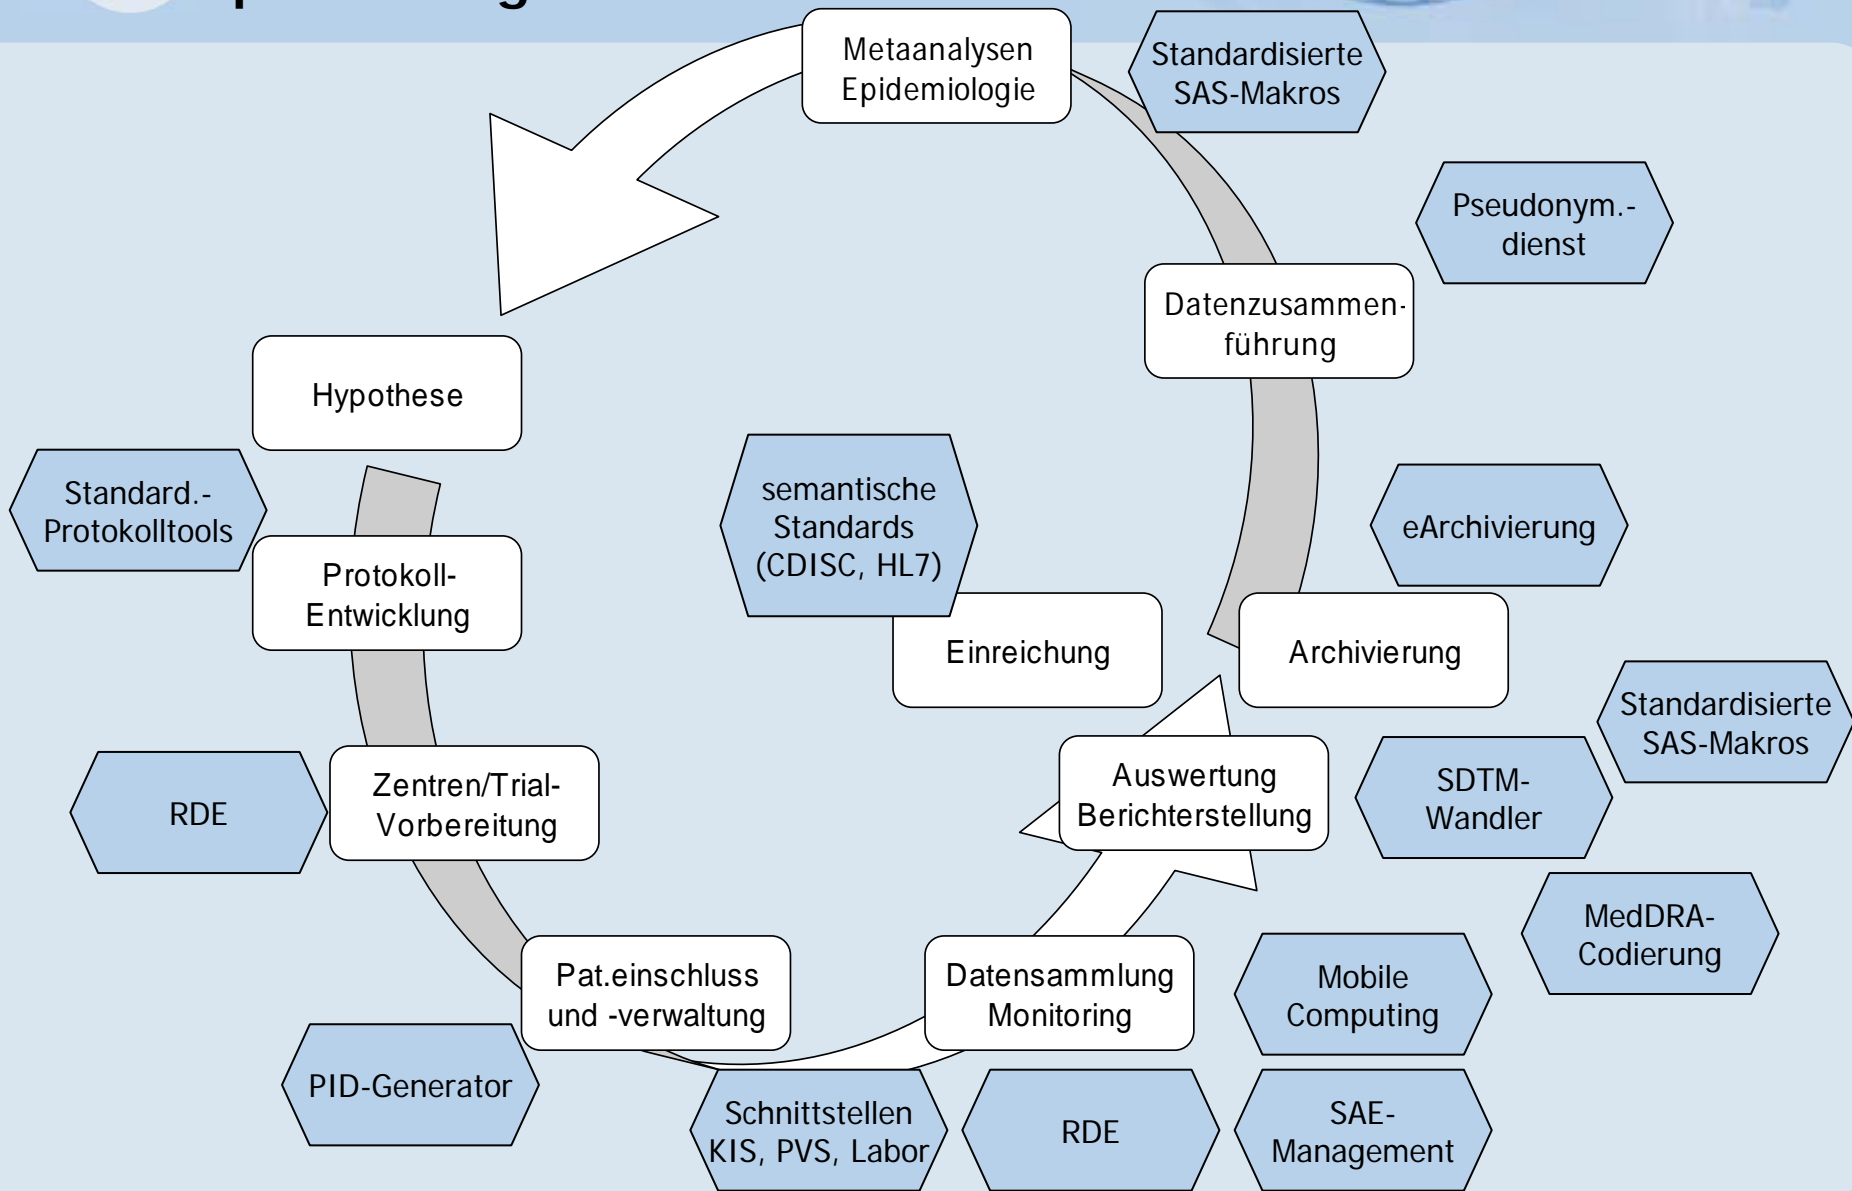 Metaanalysen
Epidemiologie
Standardisierte
SAS-Makros
Pseudonym.-
dienst
Datenzusammen-
führung
Hypothese
Standard.-
Protokolltools
semantische
Standards
(CDISC, HL7)
eArchivierung
Protokoll-
Entwicklung
Einreichung
Archivierung
Standardisierte
SAS-Makros
RDE
Zentren/Trial-
Vorbereitung
Auswertung
Berichterstellung
SDTM-
Wandler
MedDRA-
Codierung
Pat.einschluss
und -verwaltung
Datensammlung
Monitoring
Mobile
Computing
PID-Generator
Schnittstellen
KIS, PVS, Labor
RDE
SAE-
Management